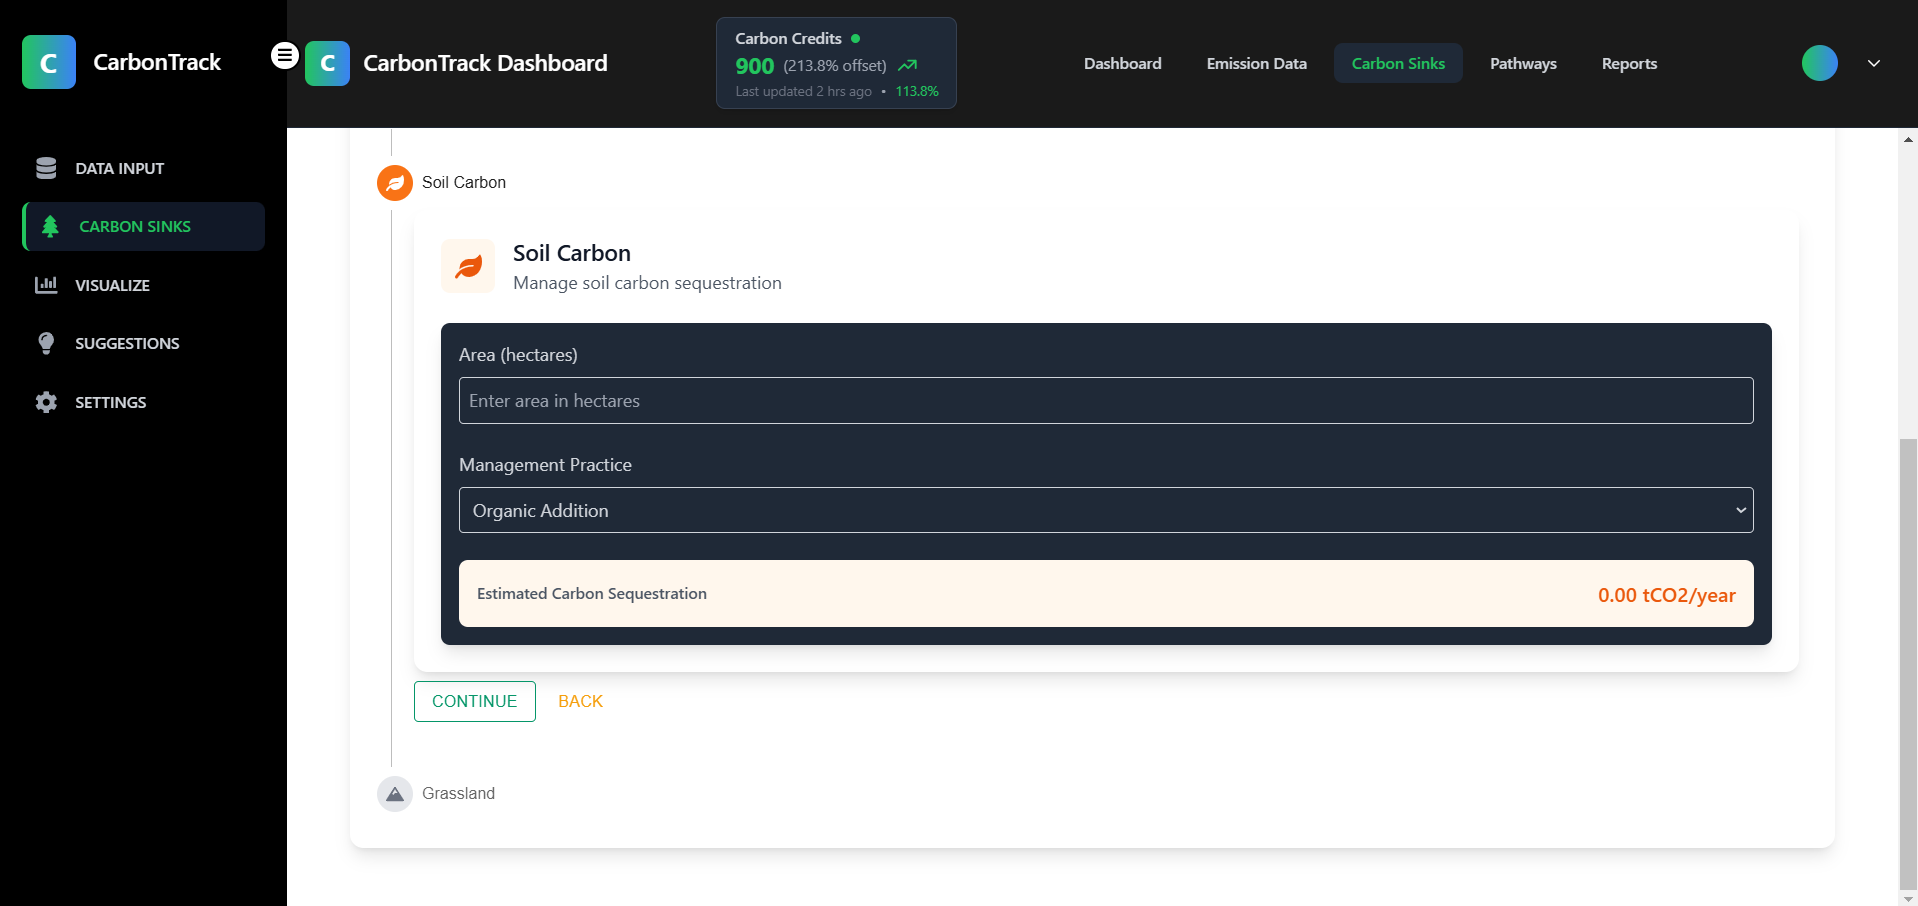 C
CarbonTrack
DATA INPUT
CARBON SINKS
VISUALIZE
SUGGESTIONS
SETTINGS
C
CarbonTrack Dashboard
Carbon Credits
900 (213.8% offset)
Last updated 2 hrs ago • 113.8%
Dashboard
Emission Data
Carbon Sinks
Pathways
Reports
Soil Carbon
Soil Carbon
Manage soil carbon sequestration
Area (hectares)
Enter area in hectares
Management Practice
Organic Addition
Estimated Carbon Sequestration
0.00 tCO2/year
CONTINUE
BACK
Grassland